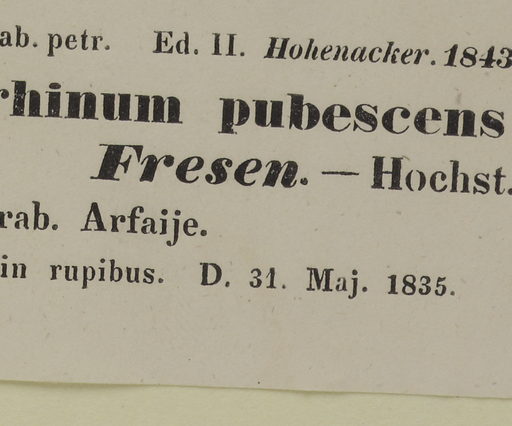 ab. petr. Ed. II. Hohenacker. 1843
rhinum pubescens
Fresen. — Hochst.
rab. Arfaije.
in rupibus. D. 31. Maj. 1835.